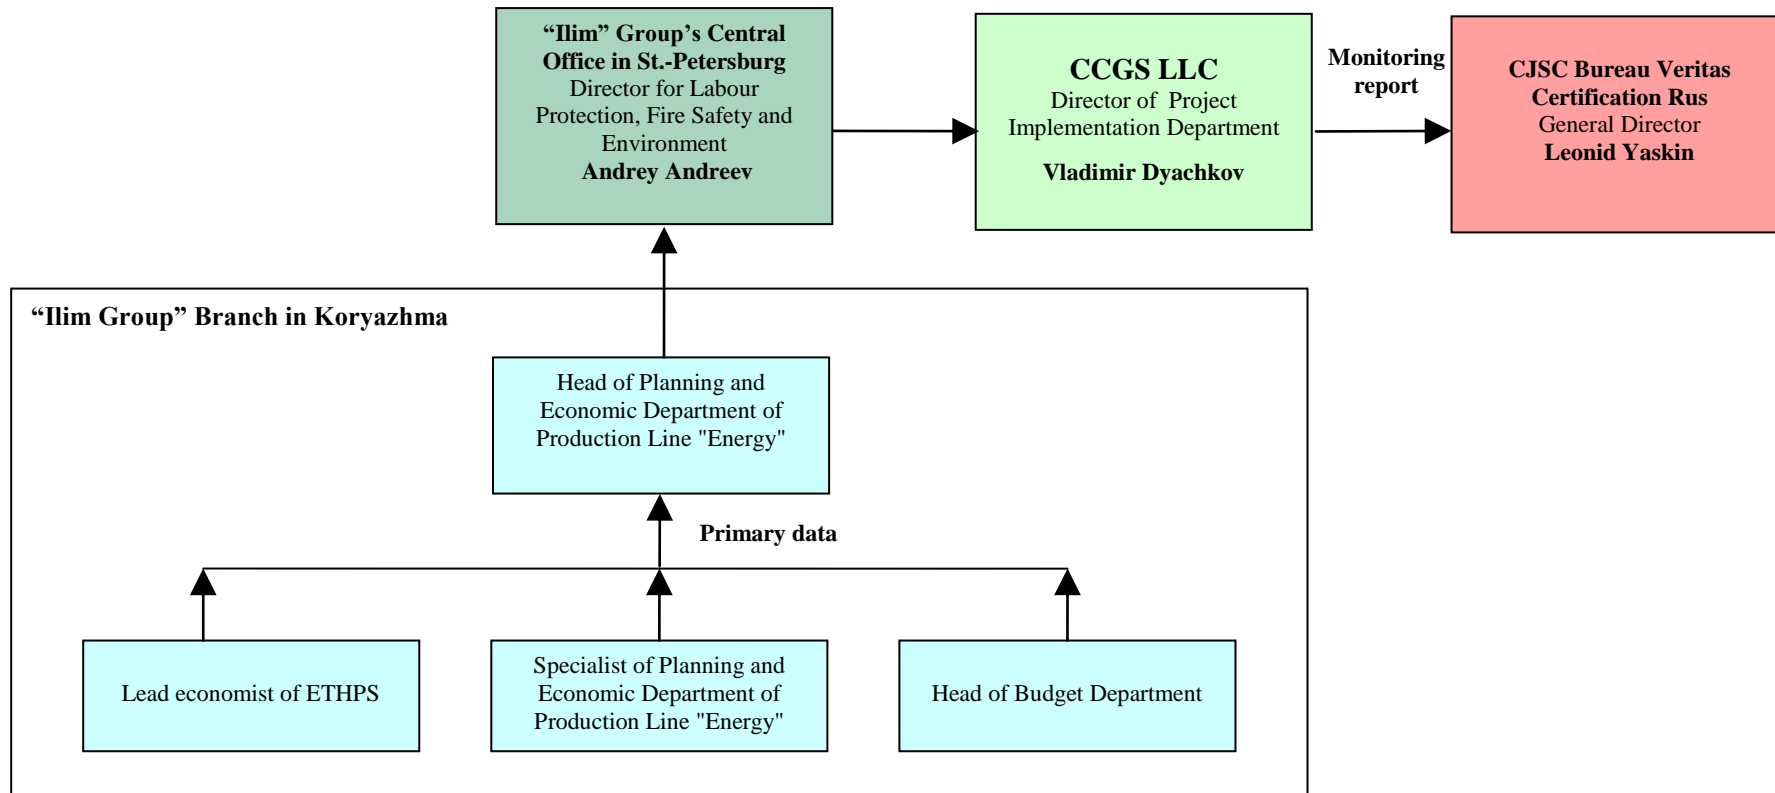 “Ilim” Group’s Central
Office in St.-Petersburg
Director for Labour
Protection, Fire Safety and
Environment
Andrey Andreev
CCGS LLC
Director of Project
Implementation Department
Vladimir Dyachkov
Monitoring
report
CJSC Bureau Veritas
Certification Rus
General Director
Leonid Yaskin
“Ilim Group” Branch in Koryazhma
Head of Planning and
Economic Department of
Production Line "Energy"
Primary data
Lead economist of ETHPS
Specialist of Planning and
Economic Department of
Production Line "Energy"
Head of Budget Department